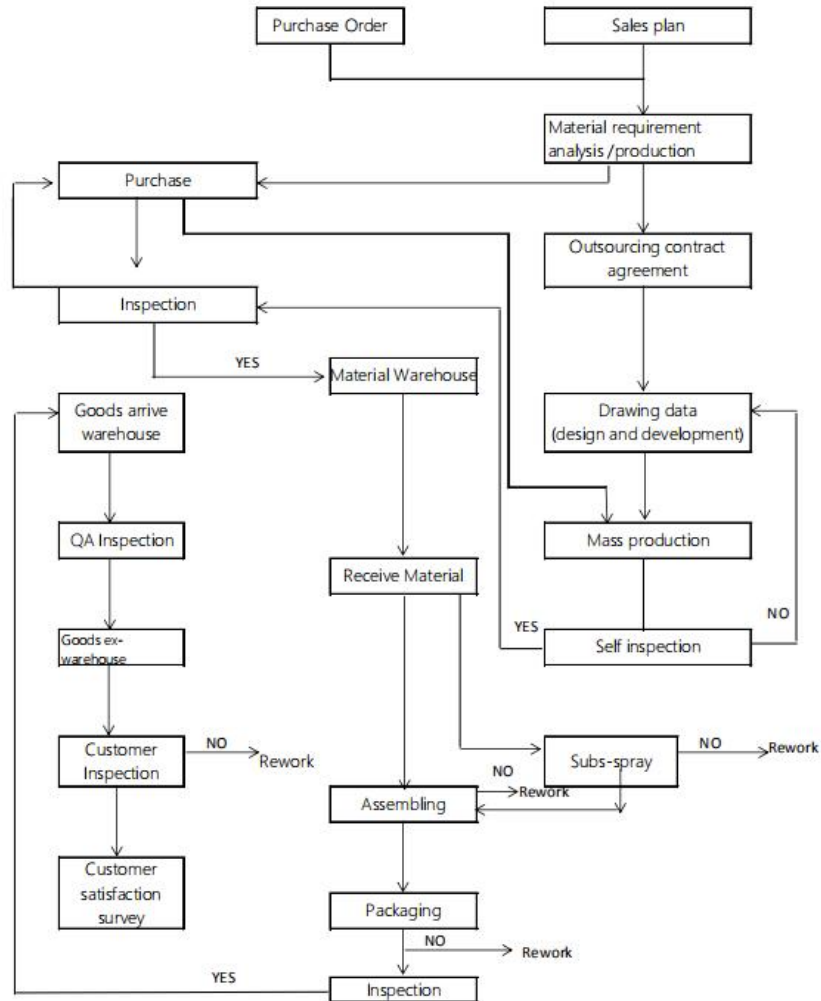 Purchase Order
Sales plan
Material requirement
analysis/production
Purchase
Outsourcing contract
agreement
Inspection
YES
Material Warehouse
Goods arrive
warehouse
Drawing data
(design and development)
QA Inspection
Mass production
Receive Material
YES
NO
Goods ex-
warehouse
Self inspection
Customer
Inspection
NO
Rework
Subs-spray
NO
Rework
NO
Rework
Assembling
Customer
satisfaction
survey
Packaging
NO
Rework
YES
Inspection